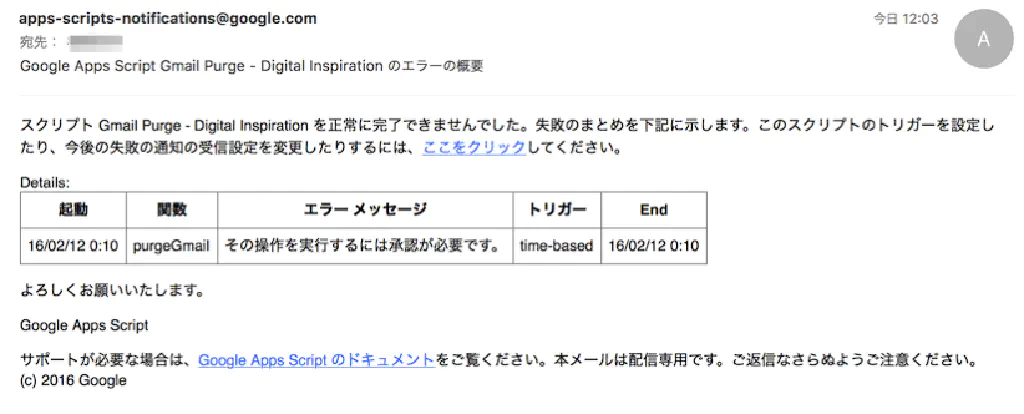 apps-scripts-notifications@google.com
今日 12:03
A
宛先：
Google Apps Script Gmail Purge - Digital Inspiration のエラーの概要
スクリプト Gmail Purge - Digital Inspiration を正常に完了できませんでした。失敗のまとめを下記に示します。このスクリプトのトリガーを設定し
たり、今後の失敗の通知の受信設定を変更したりするには、ここをクリックしてください。
Details:
起動 関数 エラー メッセージ トリガー End
16/02/12 0:10 purgeGmail その操作を実行するには承認が必要です。 time-based 16/02/12 0:10
よろしくお願いいたします。
Google Apps Script
サポートが必要な場合は、Google Apps Script のドキュメントをご覧ください。本メールは配信専用です。ご返信なさらぬようご注意ください。
(c) 2016 Google